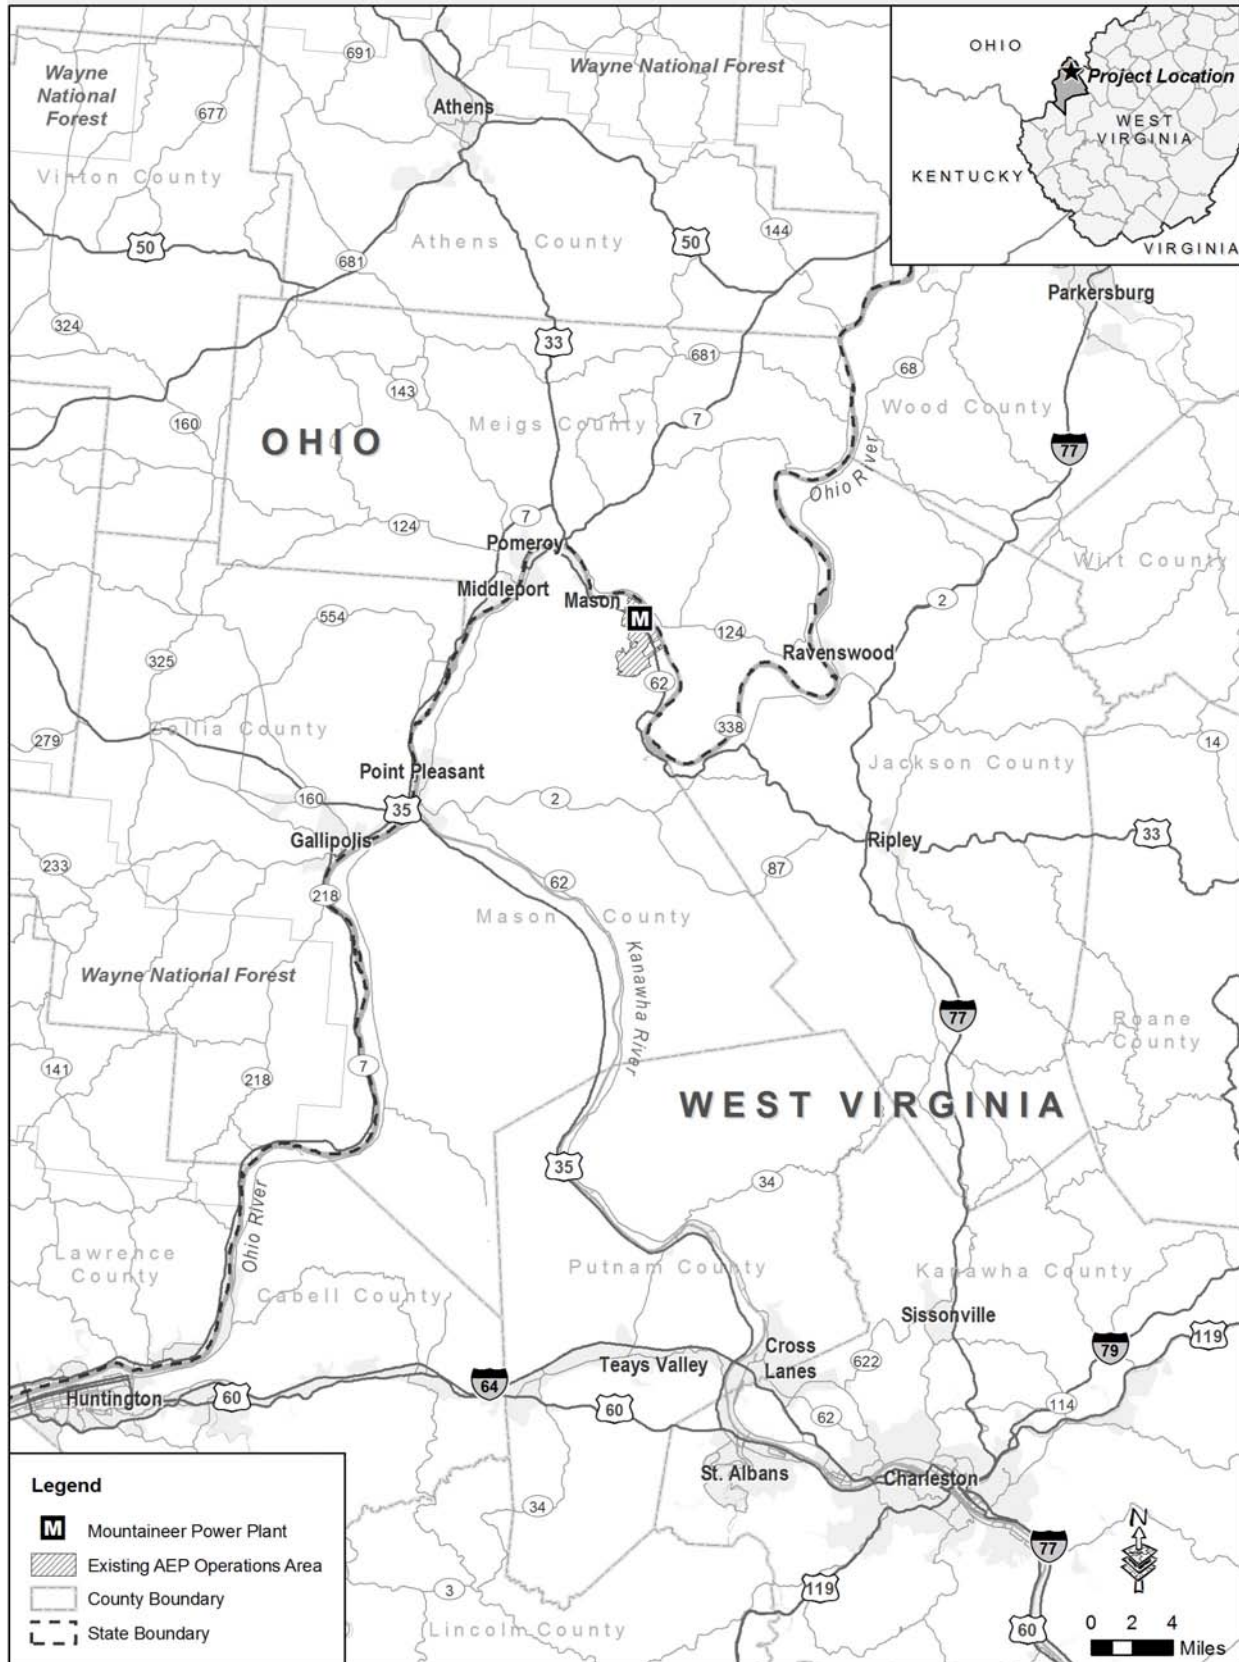 691
Wayne
National
Forest
Wayne National Forest
Athens
677
Vinton County
Athens County
50
50
144
681
324
33
681
143
Meigs County
160
OHIO
7
68
Wood County
77
Ohio River
Parkersburg
OHIO
Project Location
WEST
VIRGINIA
KENTUCKY
VIRGINIA
124
7
Pomeroy
Middleport
Mason
M
Wirt County
2
554
124
325
Ravenswood
62
Gallia County
338
279
14
Jackson County
Point Pleasant
160
35
2
Gallipolis
Ripley
33
233
87
62
218
Mason County
Kanawha River
Wayne National Forest
77
Roane
County
141
218
7
WEST VIRGINIA
35
34
Ohio River
Lawrence
County
Cabell County
Putnam County
Kanawha County
Sissonville
Cross
Lanes
Teays Valley
622
79
119
Huntington
60
64
60
62
114
St. Albans
Charleston
34
77
3
119
Lincoln County
60
Legend
M Mountaineer Power Plant
Existing AEP Operations Area
County Boundary
State Boundary
N
0 2 4
Miles